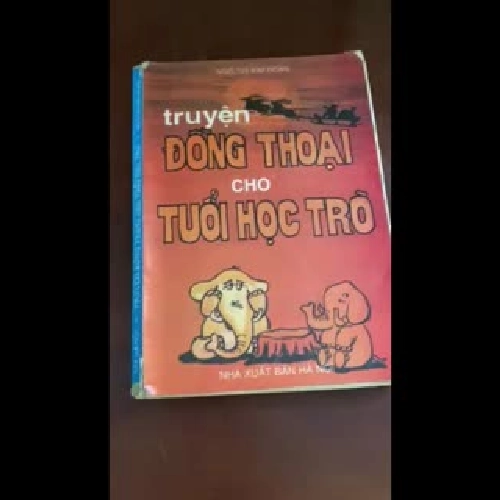 truyện
ĐỒNG THOẠI
CHO
TUỔI HỌC TRÒ
NHÀ XUẤT BẢN HÀ NỘI